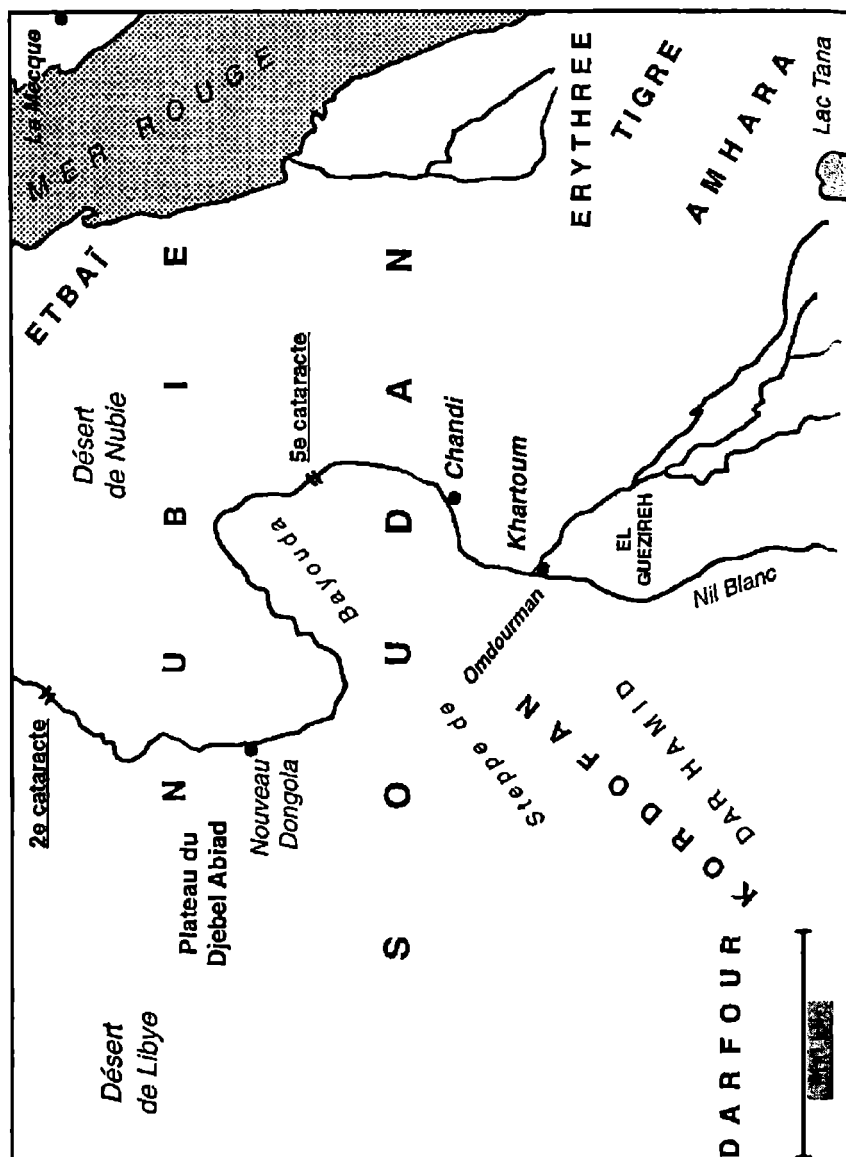 La Mecque
MER ROUGE
2e cataracte
ETBAÏ
Désert
de Nubie
Désert
de Libye
NUBIE
Plateau du
Djebel Abiad
Nouveau
Dongola
5e cataracte
Bayouda
SOUDAN
Chandi
Khartoum
Omdourman
Steppe de
KORDOFAN
DAR HAMID
EL
GUEZIREH
Nil Blanc
ERYTHREE
TIGRE
AMHARA
Lac Tana
DARFOUR